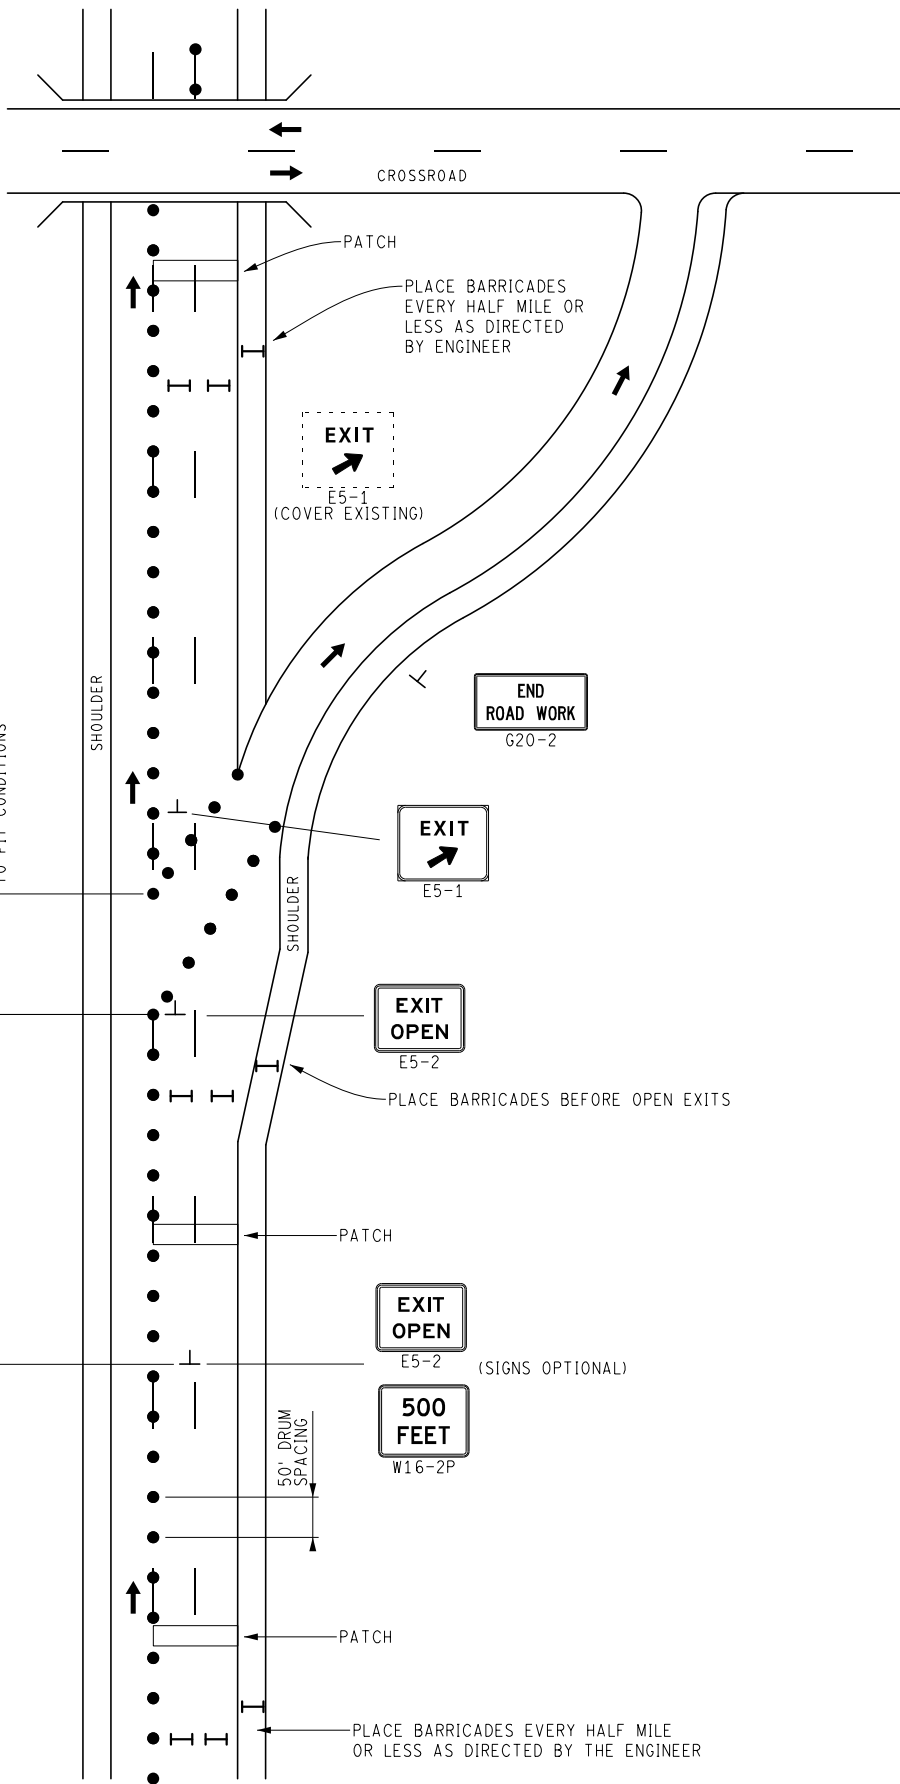 CROSSROAD
PATCH
PLACE BARRICADES
EVERY HALF MILE OR
LESS AS DIRECTED
BY ENGINEER
EXIT
E5-1
(COVER EXISTING)
SHOULDER
END
ROAD WORK
G20-2
TO FIT CONDITIONS
EXIT
E5-1
SHOULDER
EXIT
OPEN
E5-2
PLACE BARRICADES BEFORE OPEN EXITS
PATCH
EXIT
OPEN
E5-2
(SIGNS OPTIONAL)
500
FEET
W16-2P
50' DRUM
SPACING
PATCH
PLACE BARRICADES EVERY HALF MILE
OR LESS AS DIRECTED BY THE ENGINEER